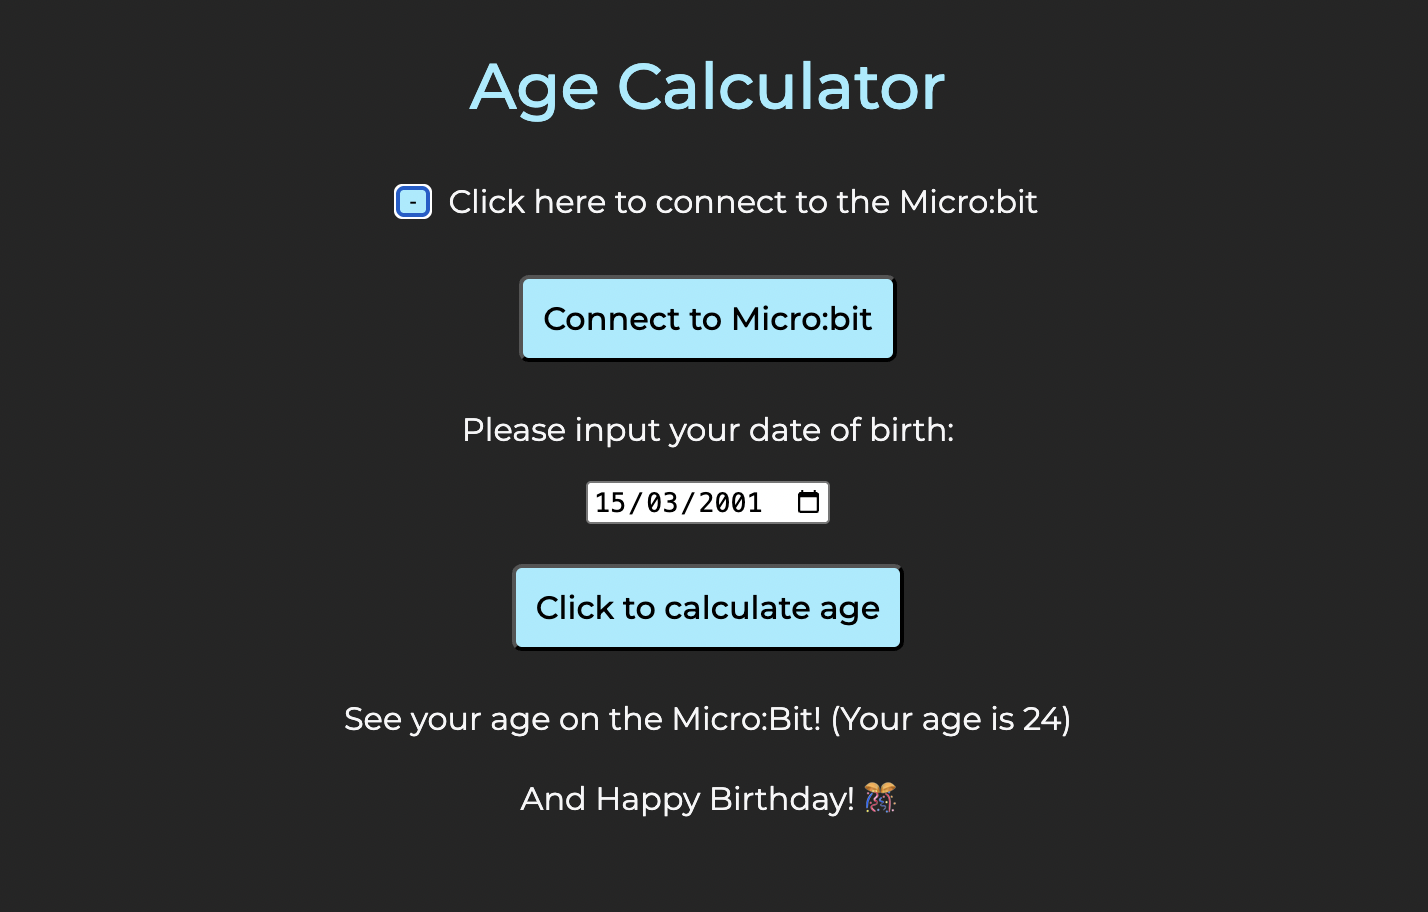 Age Calculator
- Click here to connect to the Micro:bit
Connect to Micro:bit
Please input your date of birth:
15/03/2001
Click to calculate age
See your age on the Micro:Bit! (Your age is 24)
And Happy Birthday! 🎊